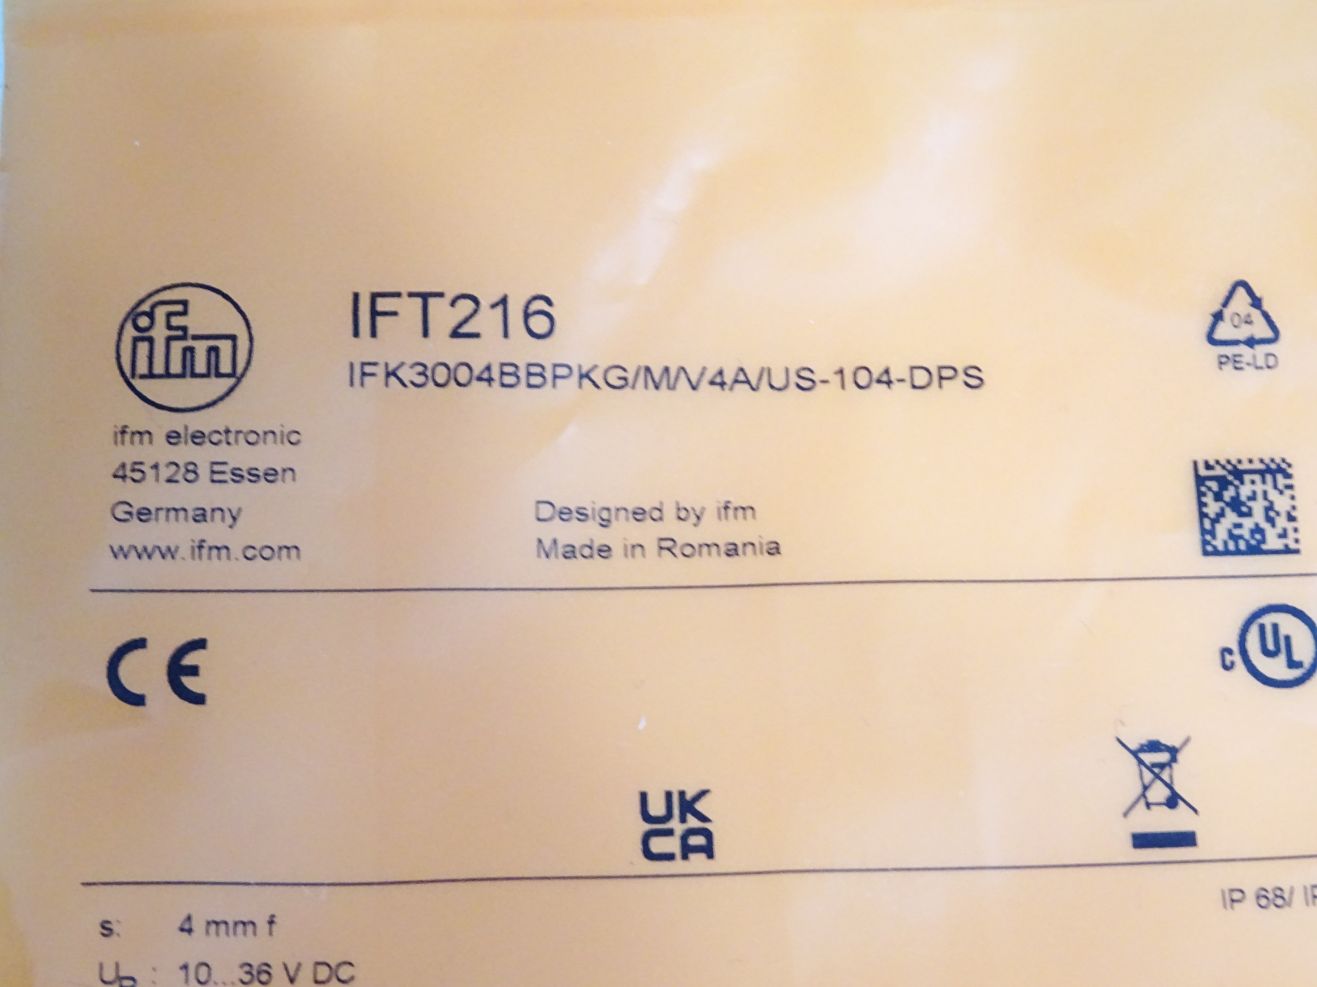 ifm
IFT216
IFK3004BBPKG/M/V4A/US-104-DPS
04
PE-LD
ifm electronic
45128 Essen
Germany
www.ifm.com
Designed by ifm
Made in Romania
CE
c UL
UK
CA
IP 68/
s: 4 mm f
UB : 10...36 V DC